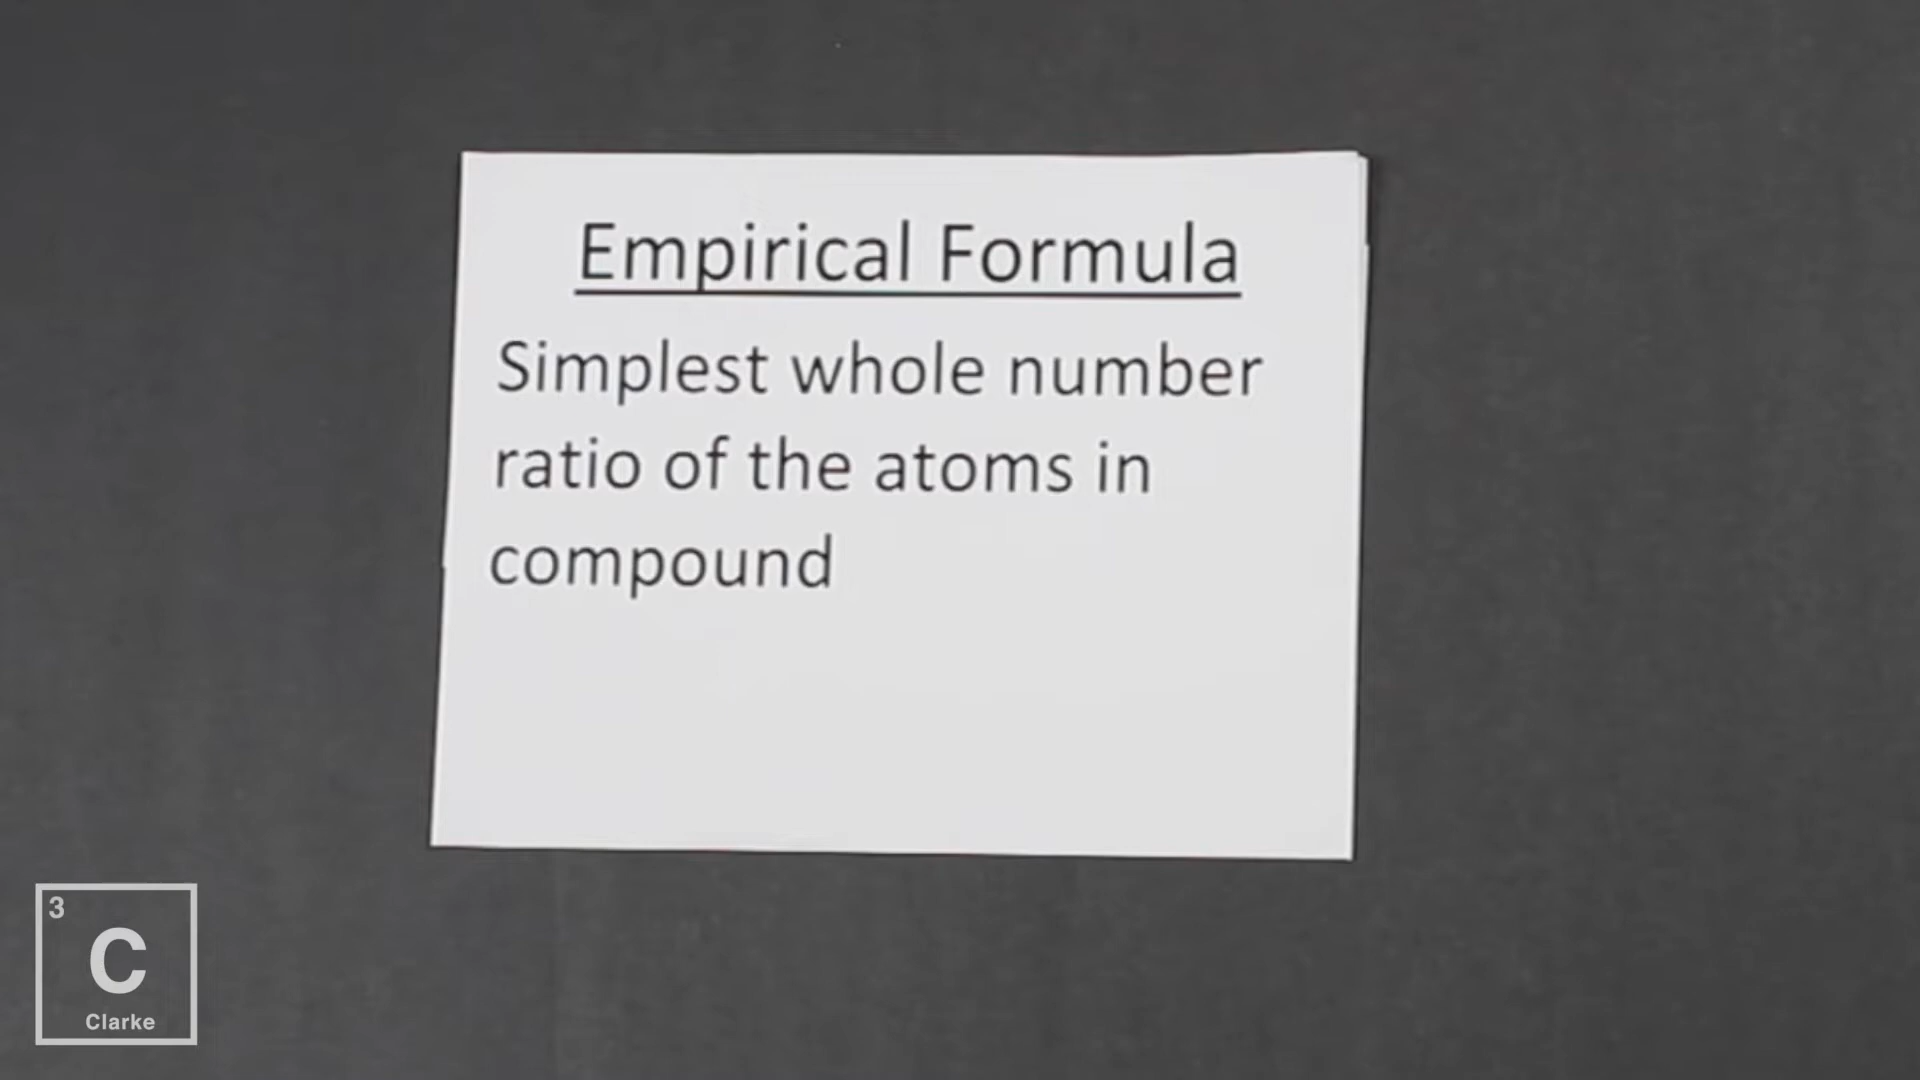 Empirical Formula
Simplest whole number
ratio of the atoms in
compound
3
C
Clarke